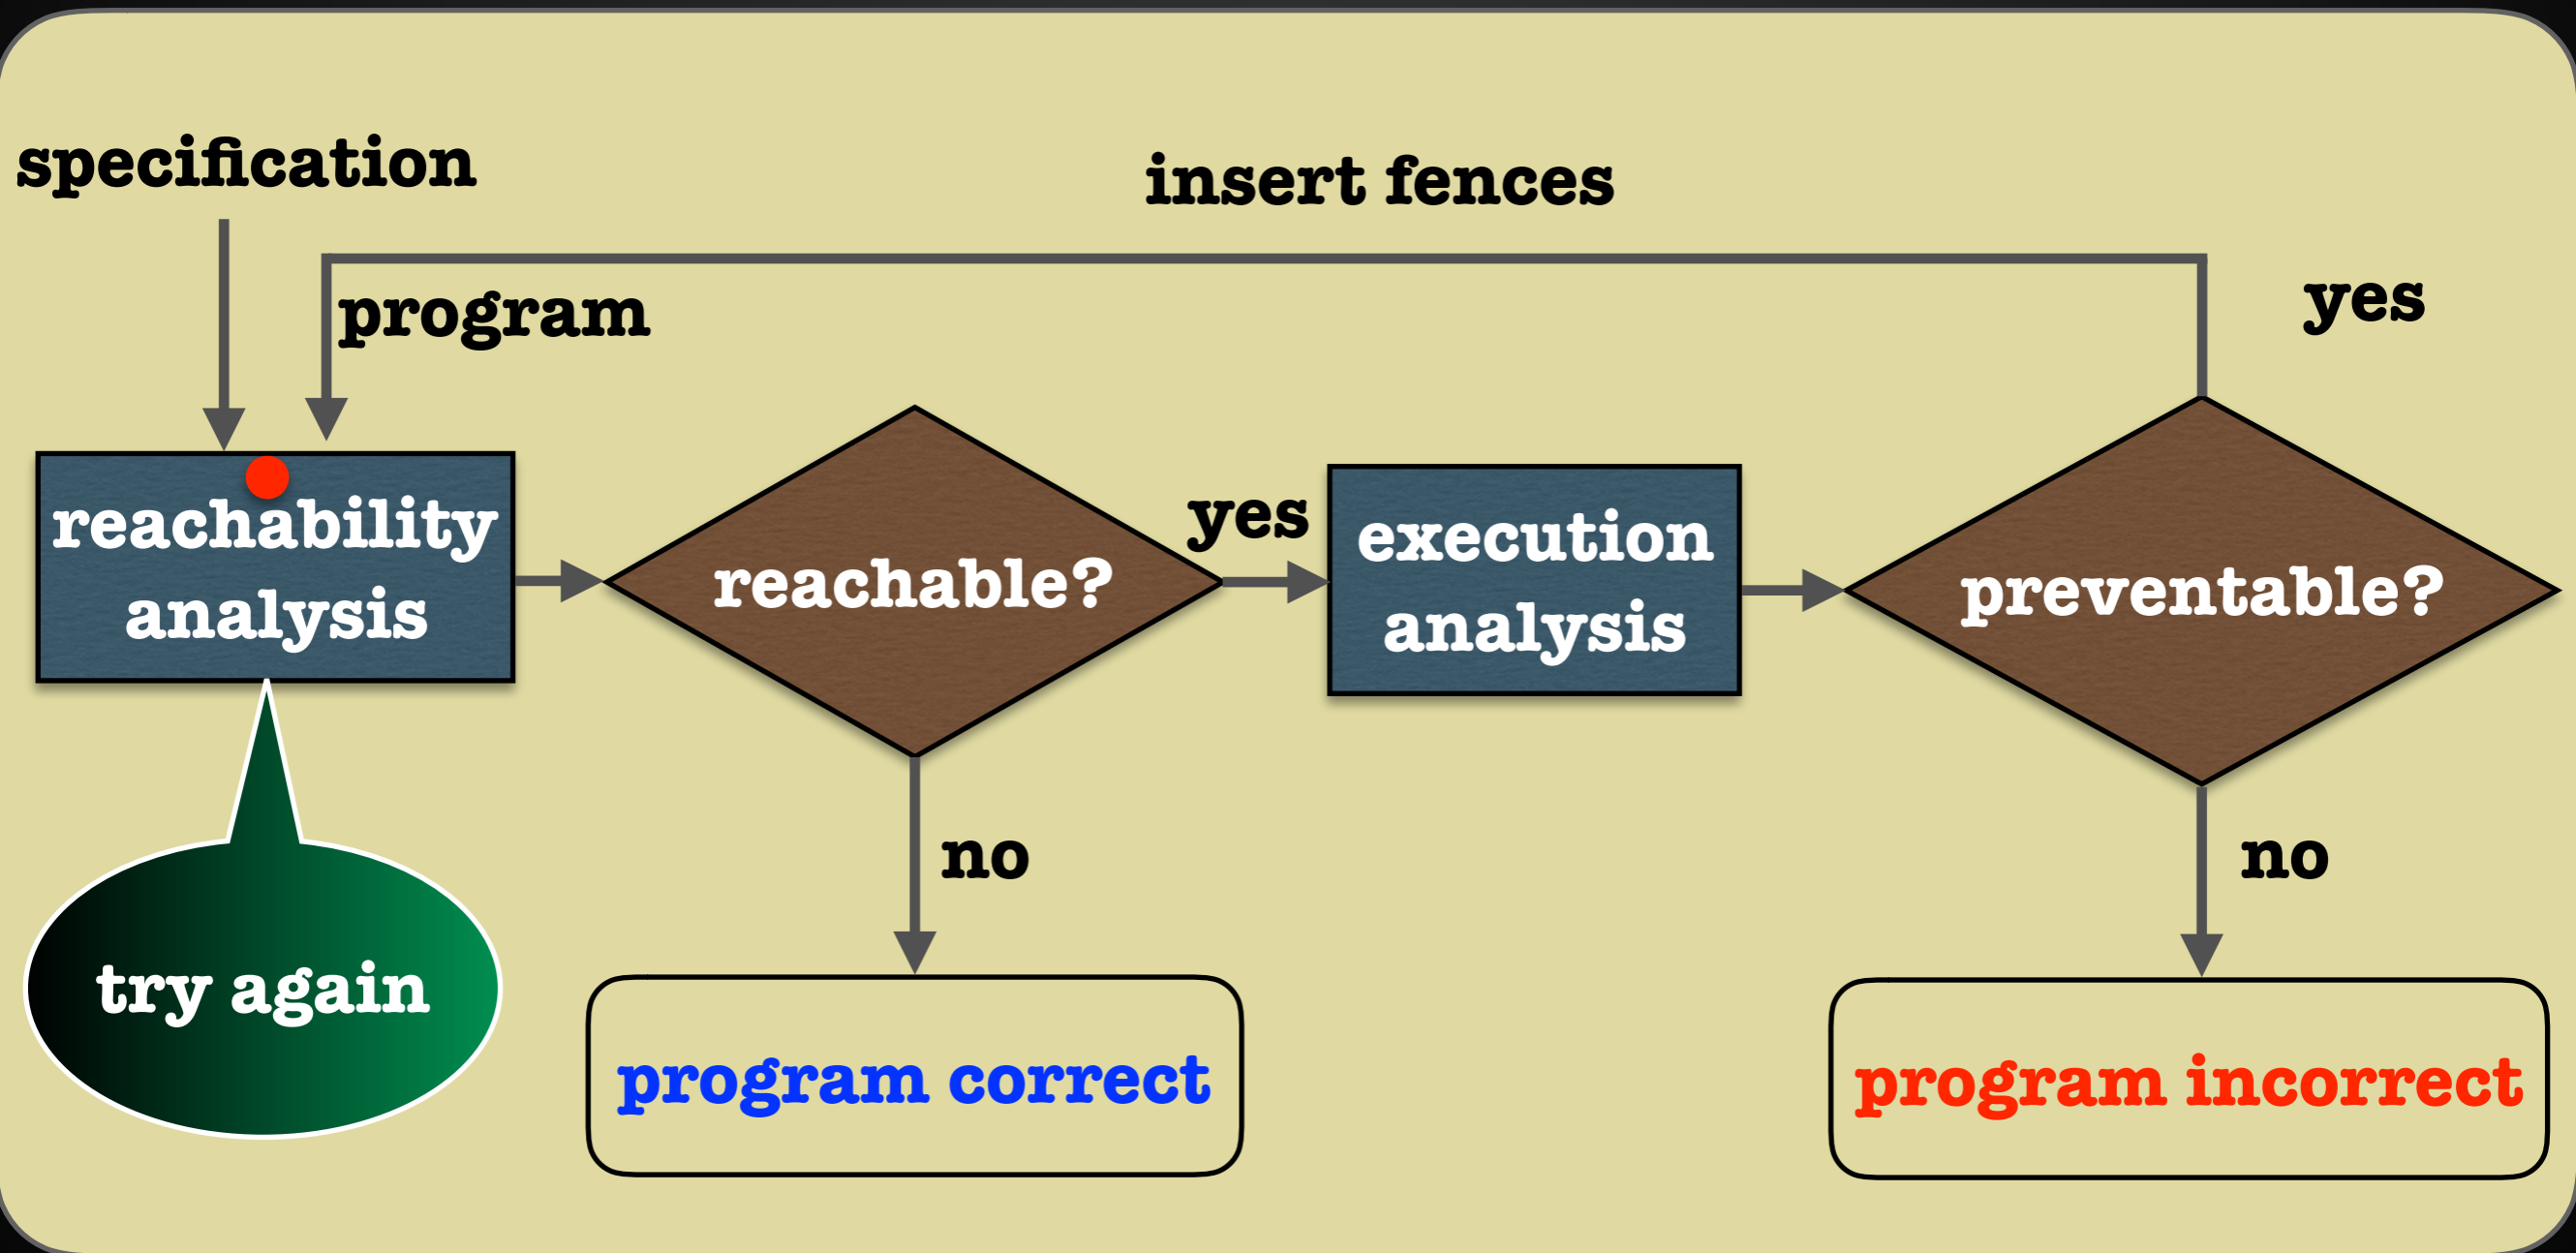 specification
insert fences
program
yes
reachability
analysis
reachable?
yes
execution
analysis
preventable?
no
no
try again
program correct
program incorrect